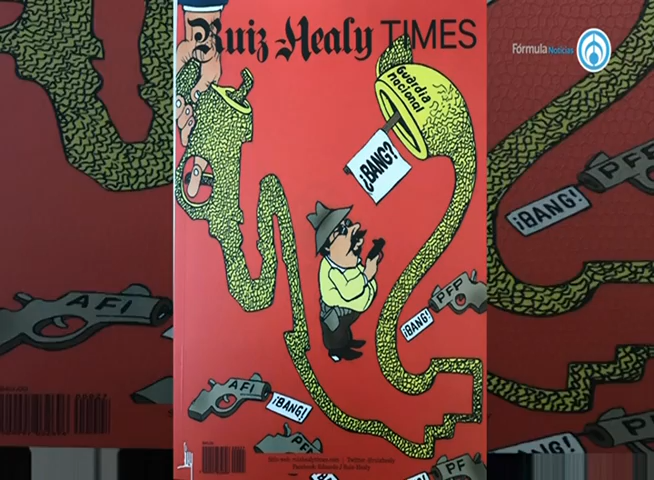 Ruiz Healy TIMES
Fórmula Noticias
Guardia
nacional
¿BANG?
¡BANG!
PFP
PFP
¡BANG!
AFI
AFI
¡BANG!
PF
PF
BANG!